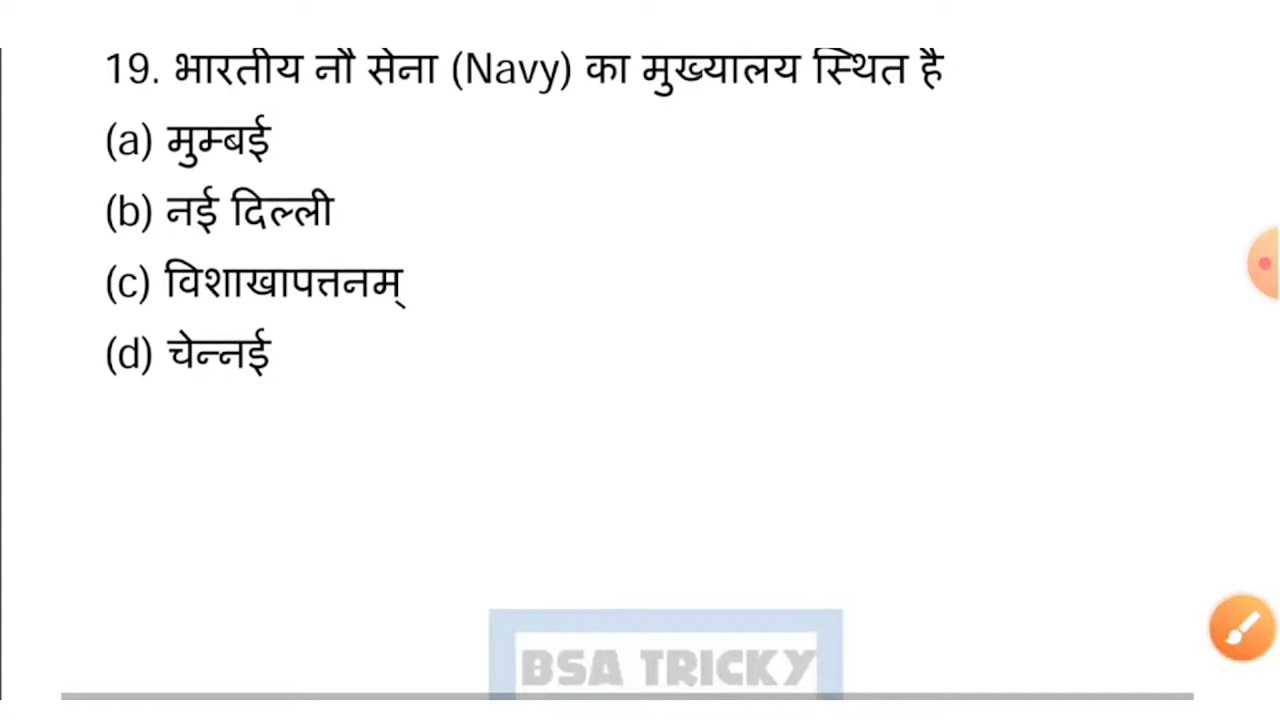 19. भारतीय नौ सेना (Navy) का मुख्यालय स्थित है
(a) मुम्बई
(b) नई दिल्ली
(c) विशाखापत्तनम्
(d) चेन्नई
BSA TRICKY